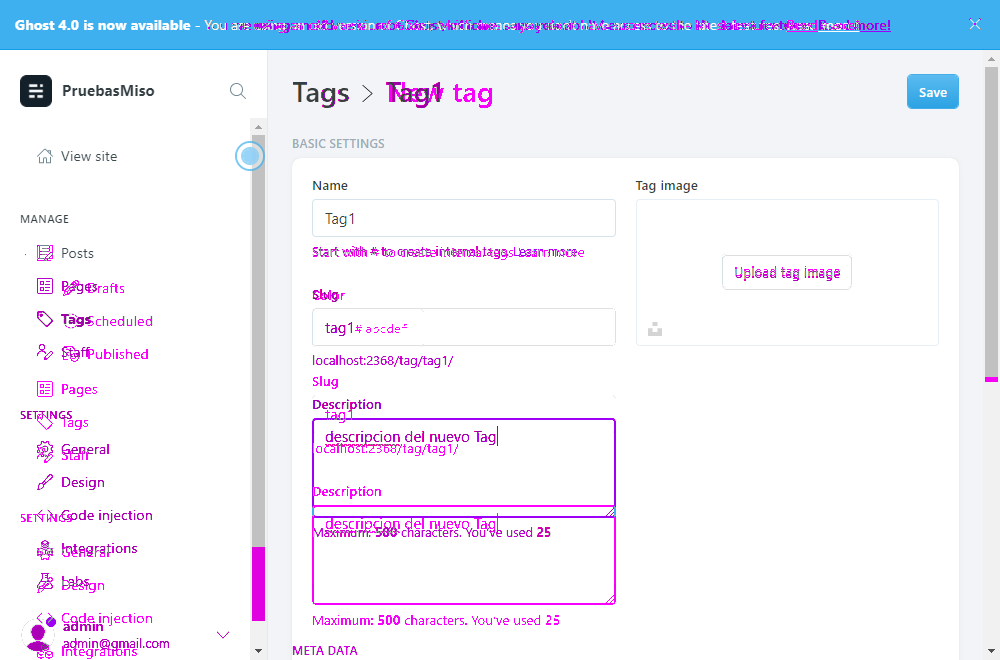 Ghost 4.0 is now available - You are
more!
PruebasMiso
Tags > Tag1
New tag
Save
View site
BASIC SETTINGS
Name
Tag image
Tag1
MANAGE
Start with # to create internal tags. Learn more
Posts
Pages
Drafts
Upload tag image
Slug
Color
Tags
Scheduled
tag1
#abcdef
Staff
Published
localhost:2368/tag/tag1/
Slug
Pages
Description
SETTINGS
tag1
Tags
descripcion del nuevo Tag
General
Staff
localhost:2368/tag/tag1/
Design
Description
SETTINGS
Code injection
descripcion del nuevo Tag
Maximum: 500 characters. You've used 25
Integrations
General
Labs
Design
Code injection
Maximum: 500 characters. You've used 25
admin
admin@gmail.com
Integrations
META DATA